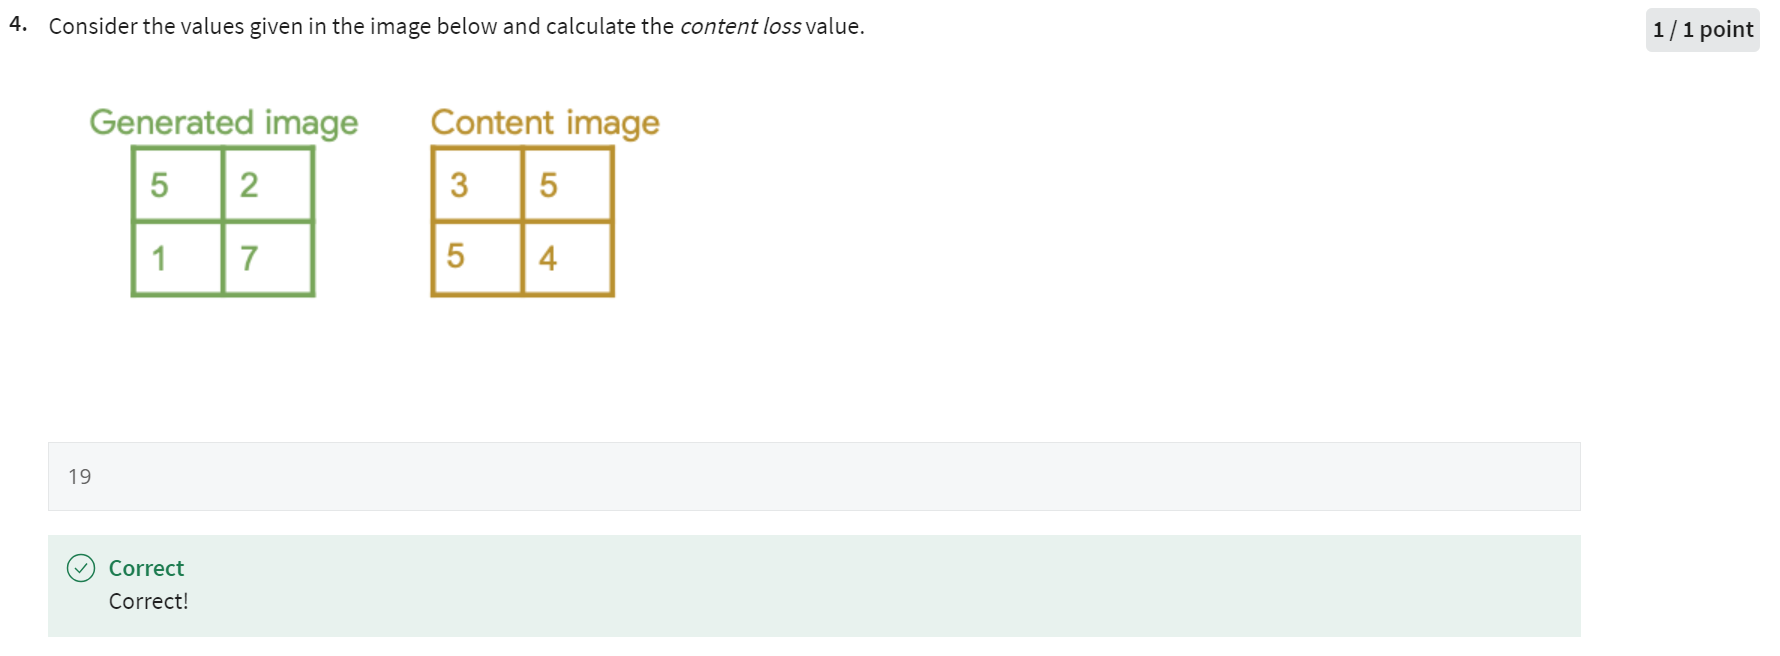 4. Consider the values given in the image below and calculate the content loss value.
1 / 1 point
Generated image Content image
5 2 3 5
1 7 5 4
19
Correct
Correct!